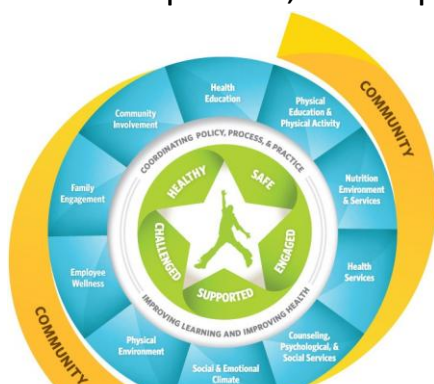 COMMUNITY
Health
Education
Physical
Education &
Physical Activity
Nutrition
Environment
& Services
Health
Services
Counseling,
Psychological, &
Social Services
Social & Emotional
Climate
Physical
Environment
Employee
Wellness
Family
Engagement
Community
Involvement
COORDINATING POLICY, PROCESS, & PRACTICE
IMPROVING LEARNING AND IMPROVING HEALTH
HEALTHY
SAFE
ENGAGED
SUPPORTED
CHALLENGED
COMMUNITY